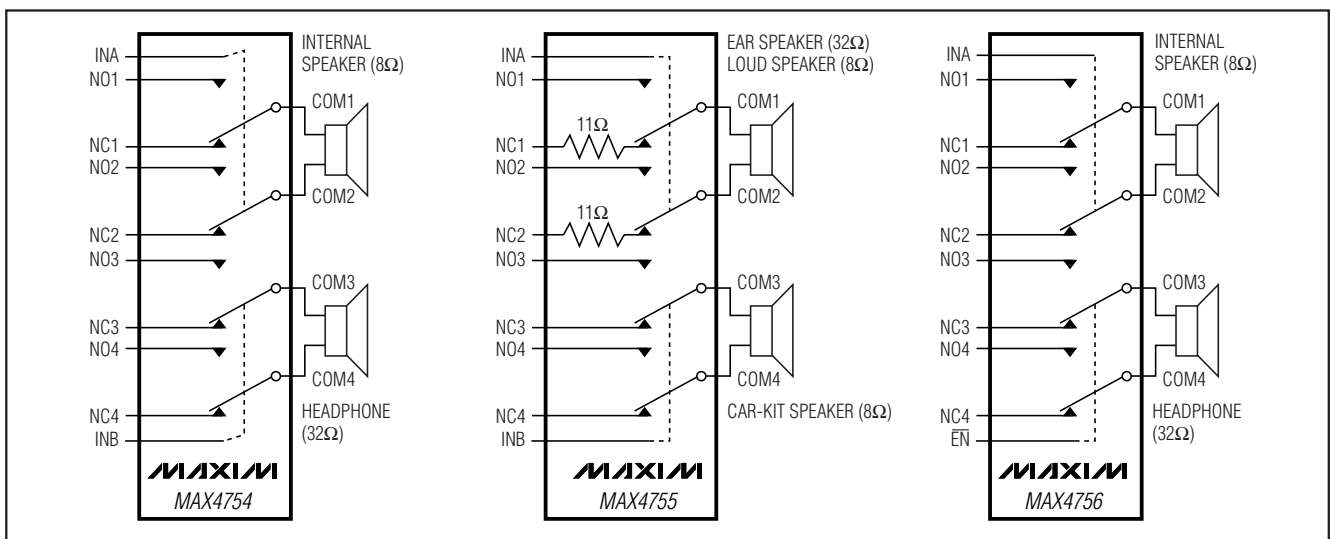 INA
NO1
NC1
NO2
NC2
NO3
NC3
NO4
NC4
INB
INTERNAL
SPEAKER (8Ω)
COM1
COM2
COM3
COM4
HEADPHONE
(32Ω)
MAXIM
MAX4754
INA
NO1
NC1
NO2
NC2
NO3
NC3
NO4
NC4
INB
11Ω
11Ω
EAR SPEAKER (32Ω)
LOUD SPEAKER (8Ω)
COM1
COM2
COM3
COM4
CAR-KIT SPEAKER (8Ω)
MAXIM
MAX4755
INA
NO1
NC1
NO2
NC2
NO3
NC3
NO4
NC4
E̅N̅
INTERNAL
SPEAKER (8Ω)
COM1
COM2
COM3
COM4
HEADPHONE
(32Ω)
MAXIM
MAX4756